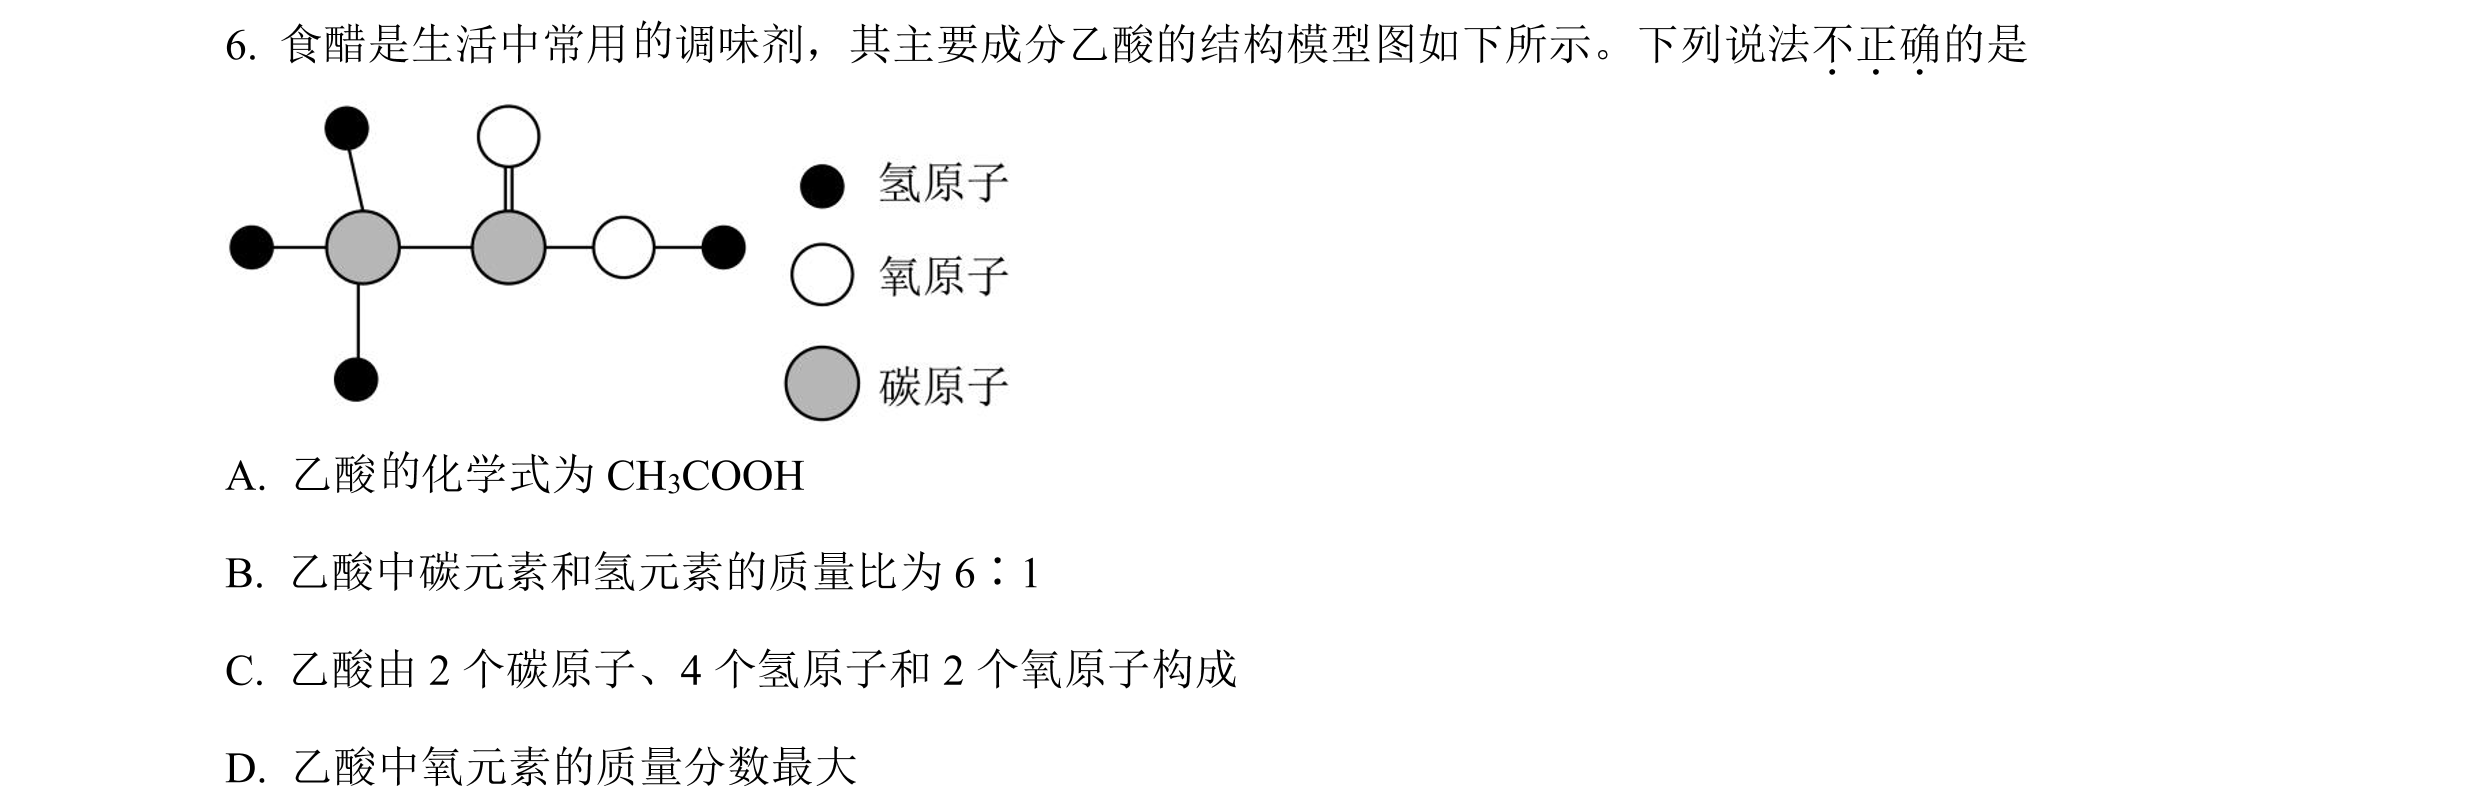 6. 食醋是生活中常用的调味剂，其主要成分乙酸的结构模型图如下所示。下列说法不正确的是
氢原子
氧原子
碳原子
A. 乙酸的化学式为 CH₃COOH
B. 乙酸中碳元素和氢元素的质量比为 6∶1
C. 乙酸由 2 个碳原子、4 个氢原子和 2 个氧原子构成
D. 乙酸中氧元素的质量分数最大